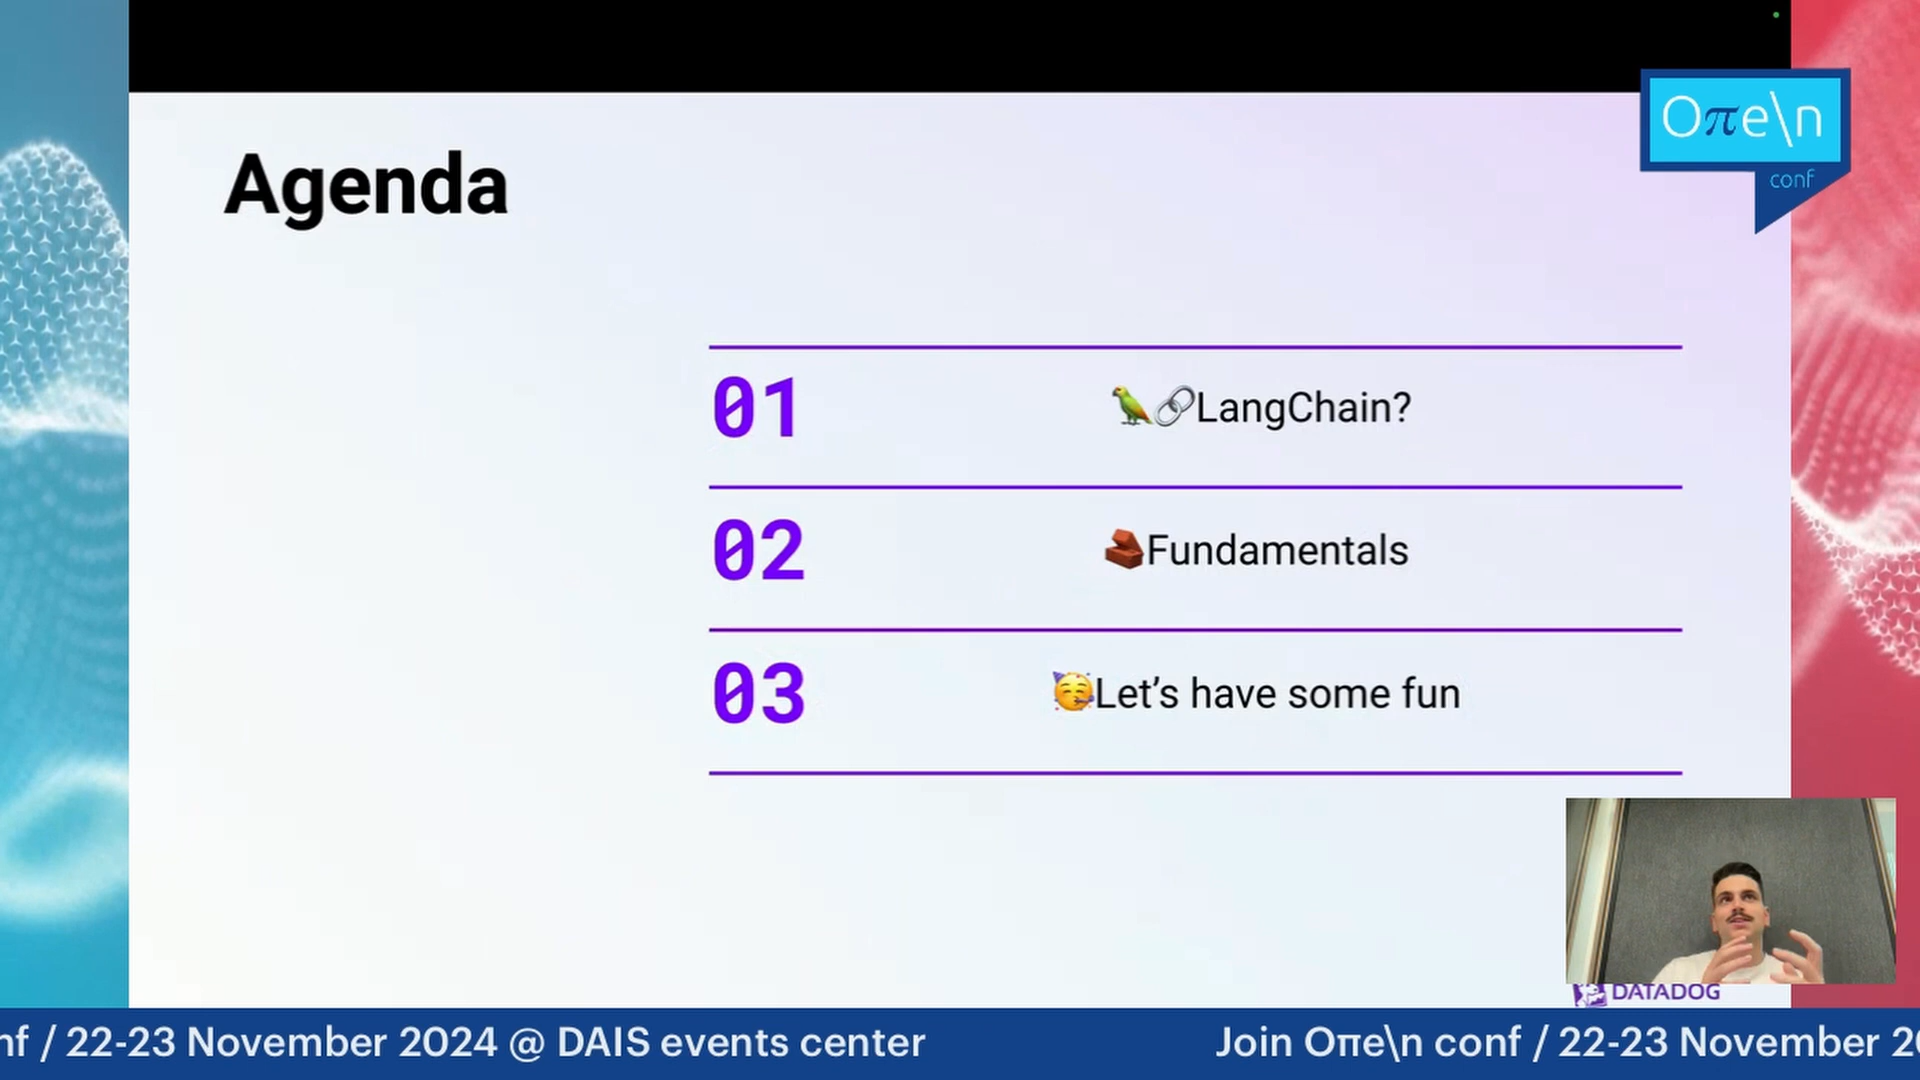 Oπe\n
conf
Agenda
01
🦜🔗LangChain?
02
🧱Fundamentals
03
🥳Let’s have some fun
DATADOG
nf / 22-23 November 2024 @ DAIS events center
Join Oπe\n conf / 22-23 November 20